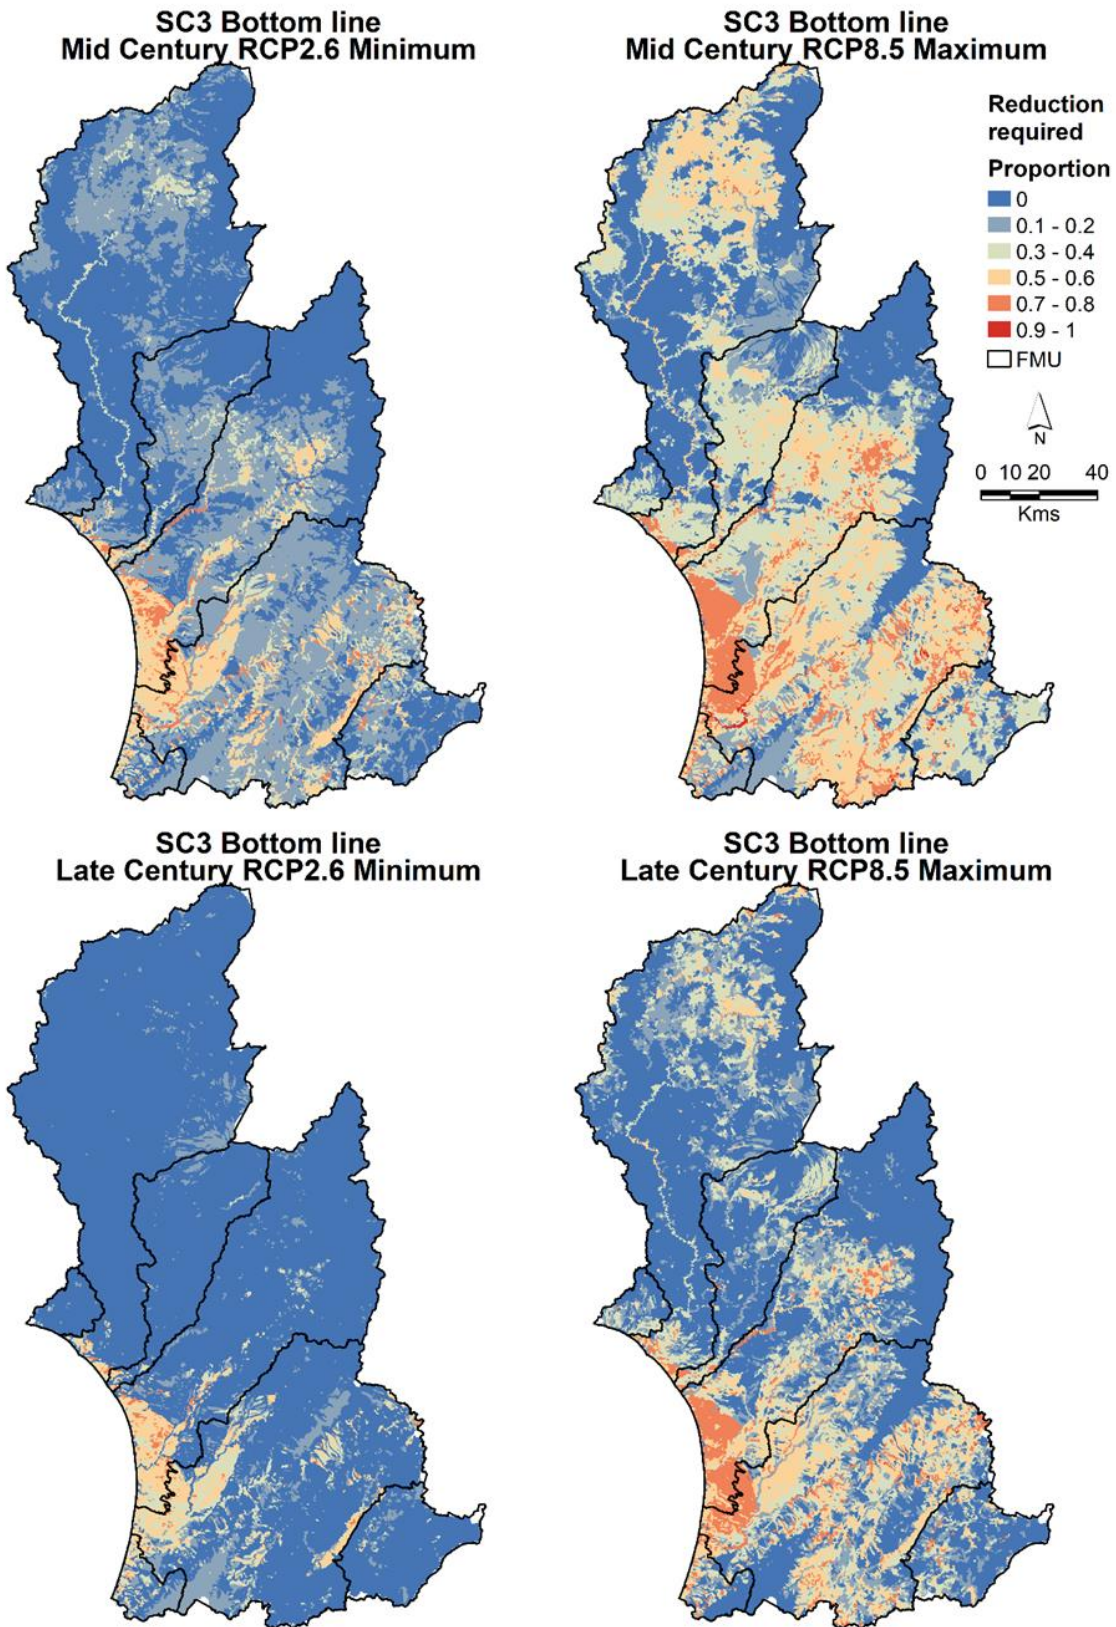 SC3 Bottom line
Mid Century RCP2.6 Minimum
SC3 Bottom line
Mid Century RCP8.5 Maximum
Reduction
required
Proportion
0
0.1 - 0.2
0.3 - 0.4
0.5 - 0.6
0.7 - 0.8
0.9 - 1
FMU
N
0 10 20 40
Kms
SC3 Bottom line
Late Century RCP2.6 Minimum
SC3 Bottom line
Late Century RCP8.5 Maximum